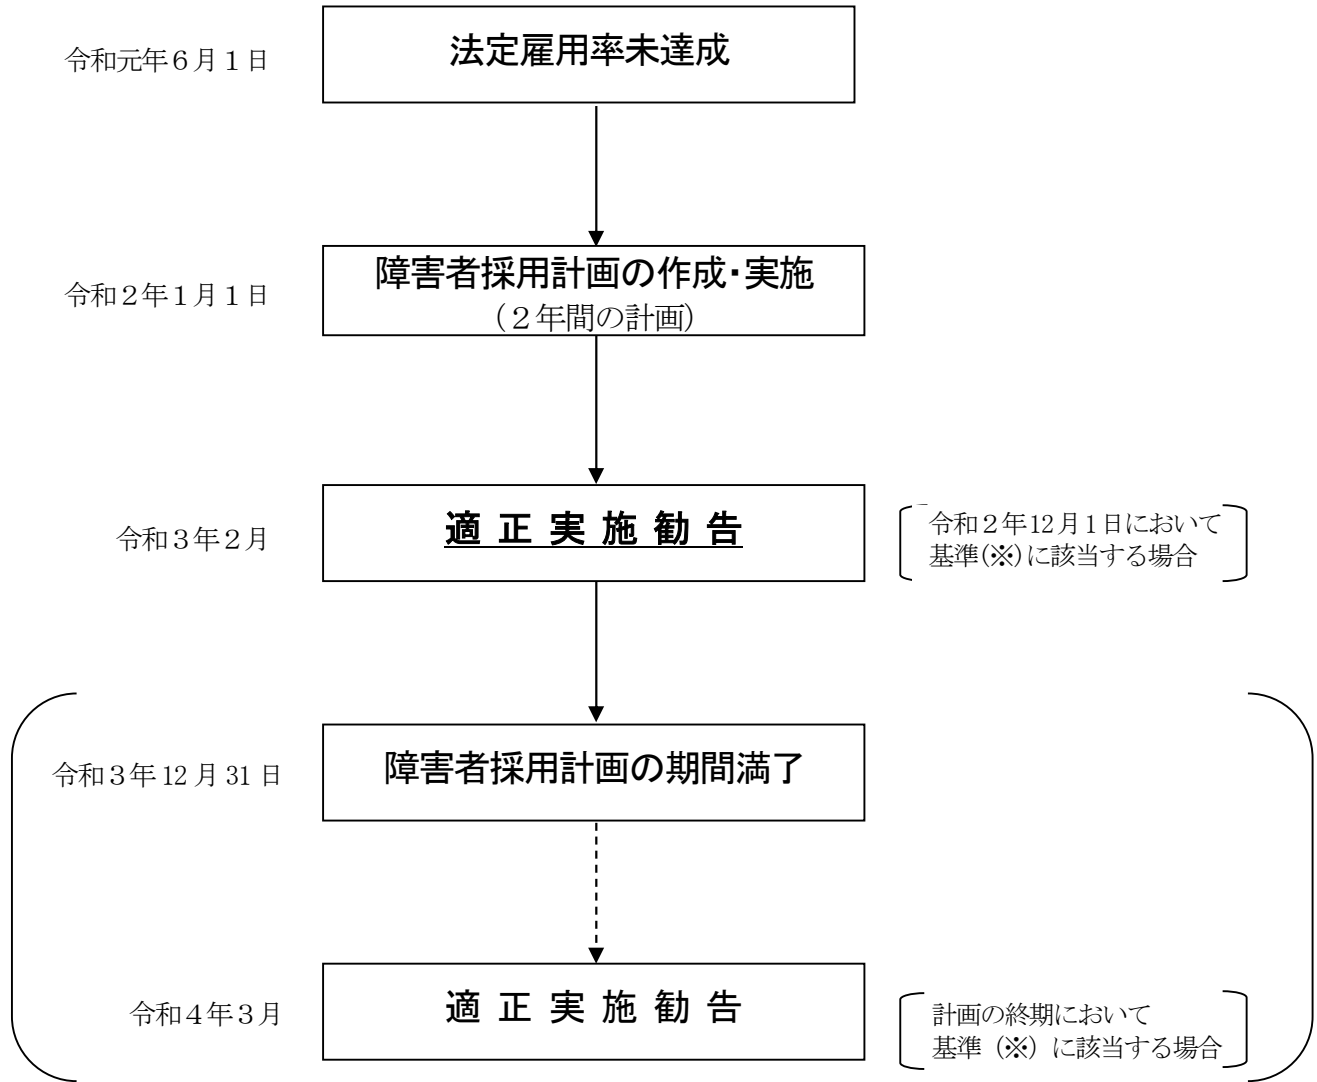 令和元年６月１日
法定雇用率未達成
令和２年１月１日
障害者採用計画の作成・実施
（２年間の計画）
令和３年２月
適 正 実 施 勧 告
令和２年12月１日において
基準(※)に該当する場合
令和３年 12 月 31 日
障害者採用計画の期間満了
令和４年３月
適 正 実 施 勧 告
計画の終期において
基準（※）に該当する場合